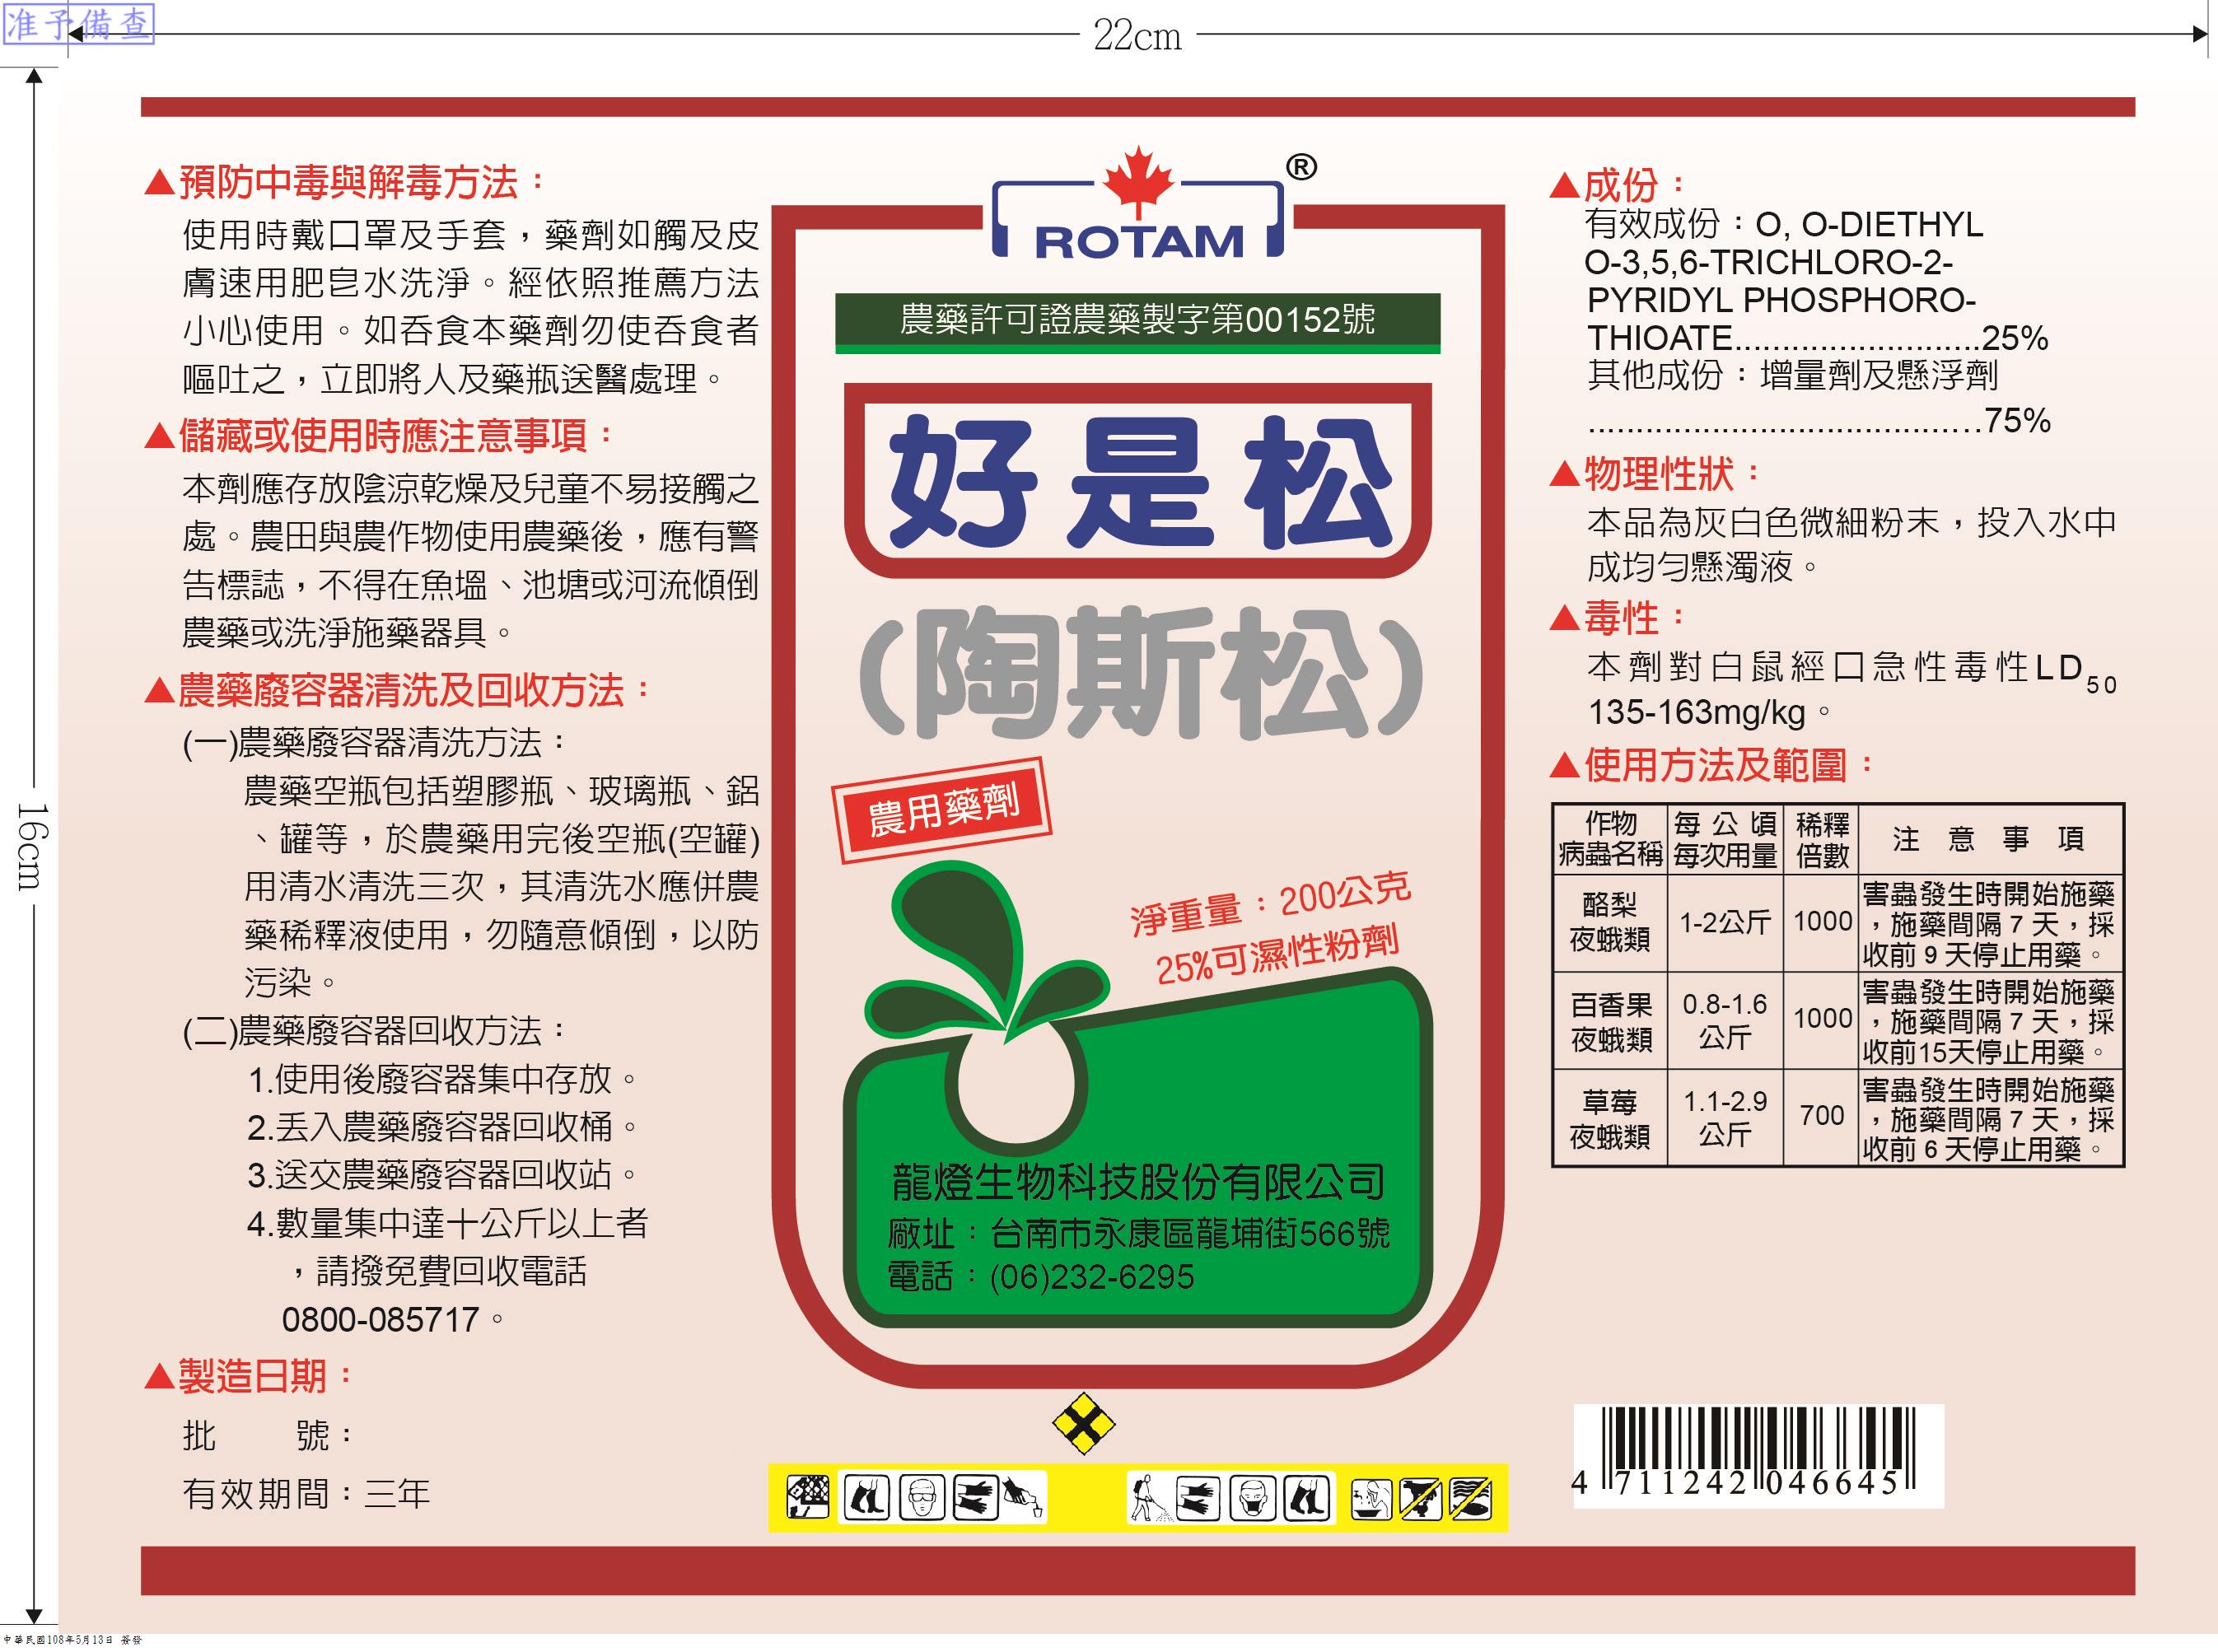 准予備查
22cm
16cm
▲預防中毒與解毒方法：
使用時戴口罩及手套，藥劑如觸及皮
膚速用肥皂水洗淨。經依照推薦方法
小心使用。如吞食本藥劑勿使吞食者
嘔吐之，立即將人及藥瓶送醫處理。
▲儲藏或使用時應注意事項：
本劑應存放陰涼乾燥及兒童不易接觸之
處。農田與農作物使用農藥後，應有警
告標誌，不得在魚塭、池塘或河流傾倒
農藥或洗淨施藥器具。
▲農藥廢容器清洗及回收方法：
(一)農藥廢容器清洗方法：
農藥空瓶包括塑膠瓶、玻璃瓶、鋁
、罐等，於農藥用完後空瓶(空罐)
用清水清洗三次，其清洗水應併農
藥稀釋液使用，勿隨意傾倒，以防
污染。
(二)農藥廢容器回收方法：
1.使用後廢容器集中存放。
2.丢入農藥廢容器回收桶。
3.送交農藥廢容器回收站。
4.數量集中達十公斤以上者
，請撥免費回收電話
0800-085717。
▲製造日期：
批 號：
有效期間：三年
ROTAM ®
農藥許可證農藥製字第00152號
好是松
(陶斯松)
農用藥劑
淨重量：200公克
25%可濕性粉劑
龍燈生物科技股份有限公司
廠址：台南市永康區龍埔街566號
電話：(06)232-6295
▲成份：
有效成份：O, O-DIETHYL
O-3,5,6-TRICHLORO-2-
PYRIDYL PHOSPHORO-
THIOATE..........................25%
其他成份：增量劑及懸浮劑
.........................................75%
▲物理性狀：
本品為灰白色微細粉末，投入水中
成均勻懸濁液。
▲毒性：
本劑對白鼠經口急性毒性LD50
135-163mg/kg。
▲使用方法及範圍：
作物病蟲名稱 每公頃每次用量 稀釋倍數 注意事項
酪梨夜蛾類 1-2公斤 1000 害蟲發生時開始施藥，施藥間隔7天，採收前9天停止用藥。
百香果夜蛾類 0.8-1.6公斤 1000 害蟲發生時開始施藥，施藥間隔7天，採收前15天停止用藥。
草莓夜蛾類 1.1-2.9公斤 700 害蟲發生時開始施藥，施藥間隔7天，採收前6天停止用藥。
4 711242 046645
中華民國108年5月13日 簽發